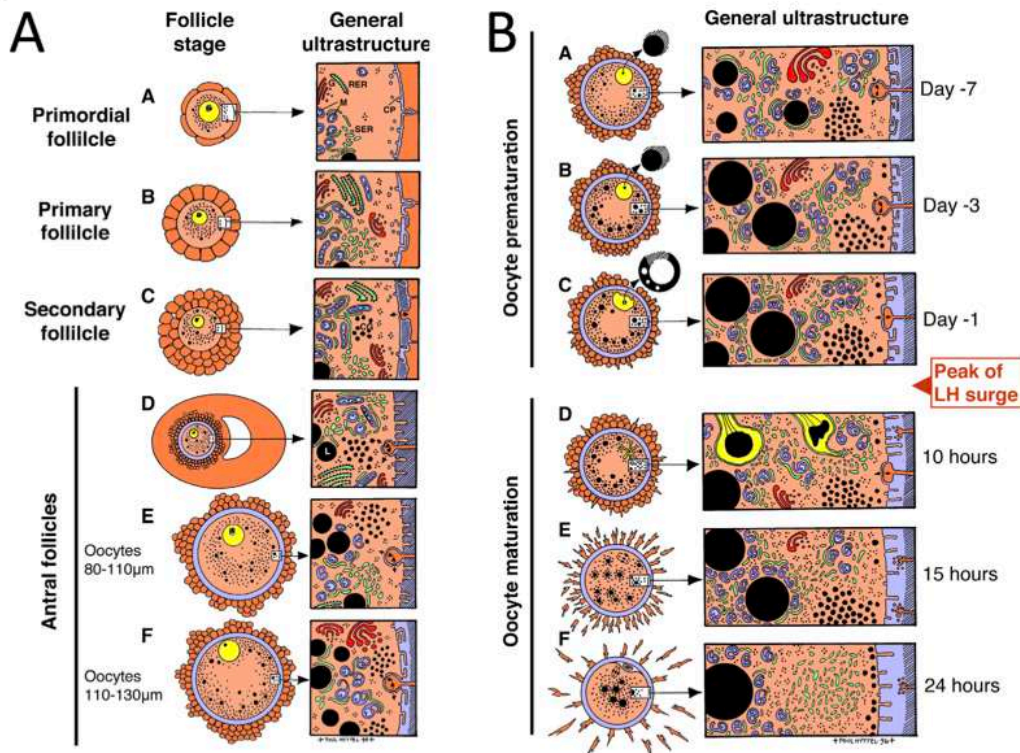 A
Follicle
stage
General
ultrastructure
A
Primordial
follilcle
G
RER
M
CP
SER
B
Primary
follilcle
C
Secondary
follilcle
Antral follicles
D
L
E
Oocytes
80-110µm
F
Oocytes
110-130µm
B
General ultrastructure
Oocyte prematuration
A
Day -7
B
Day -3
C
Day -1
Peak of
LH surge
Oocyte maturation
D
10 hours
E
15 hours
F
24 hours